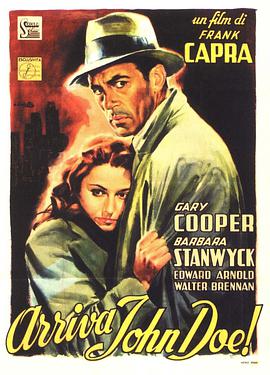 un film di
FRANK
CAPRA
GARY
COOPER
BARBARA
STANWYCK
EDWARD ARNOLD
WALTER BRENNAN
Arriva John Doe!